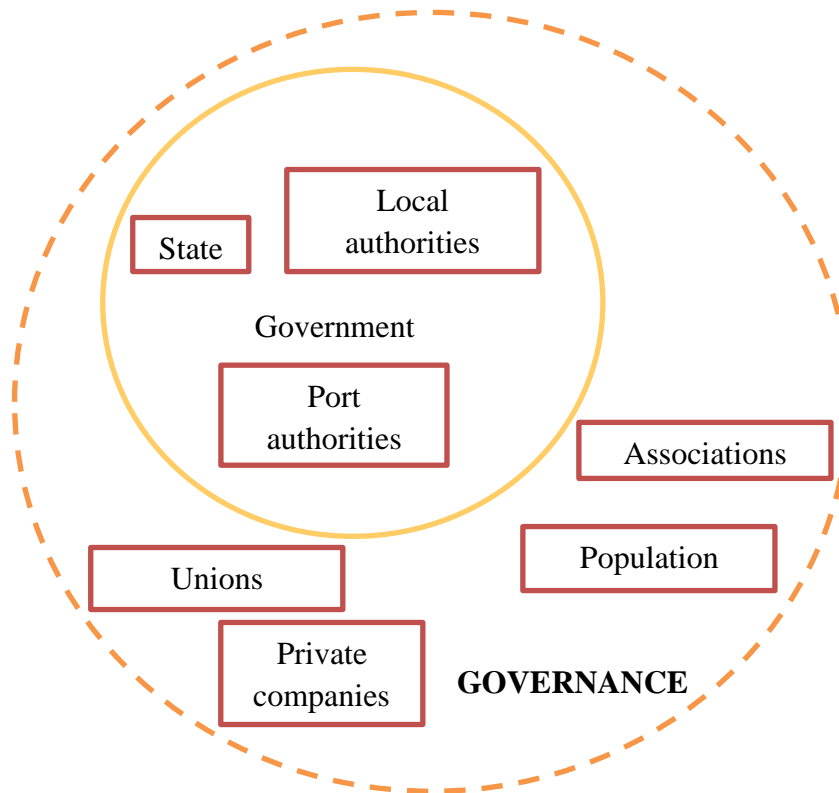 Local
authorities
State
Government
Port
authorities
Associations
Population
Unions
Private
companies
GOVERNANCE